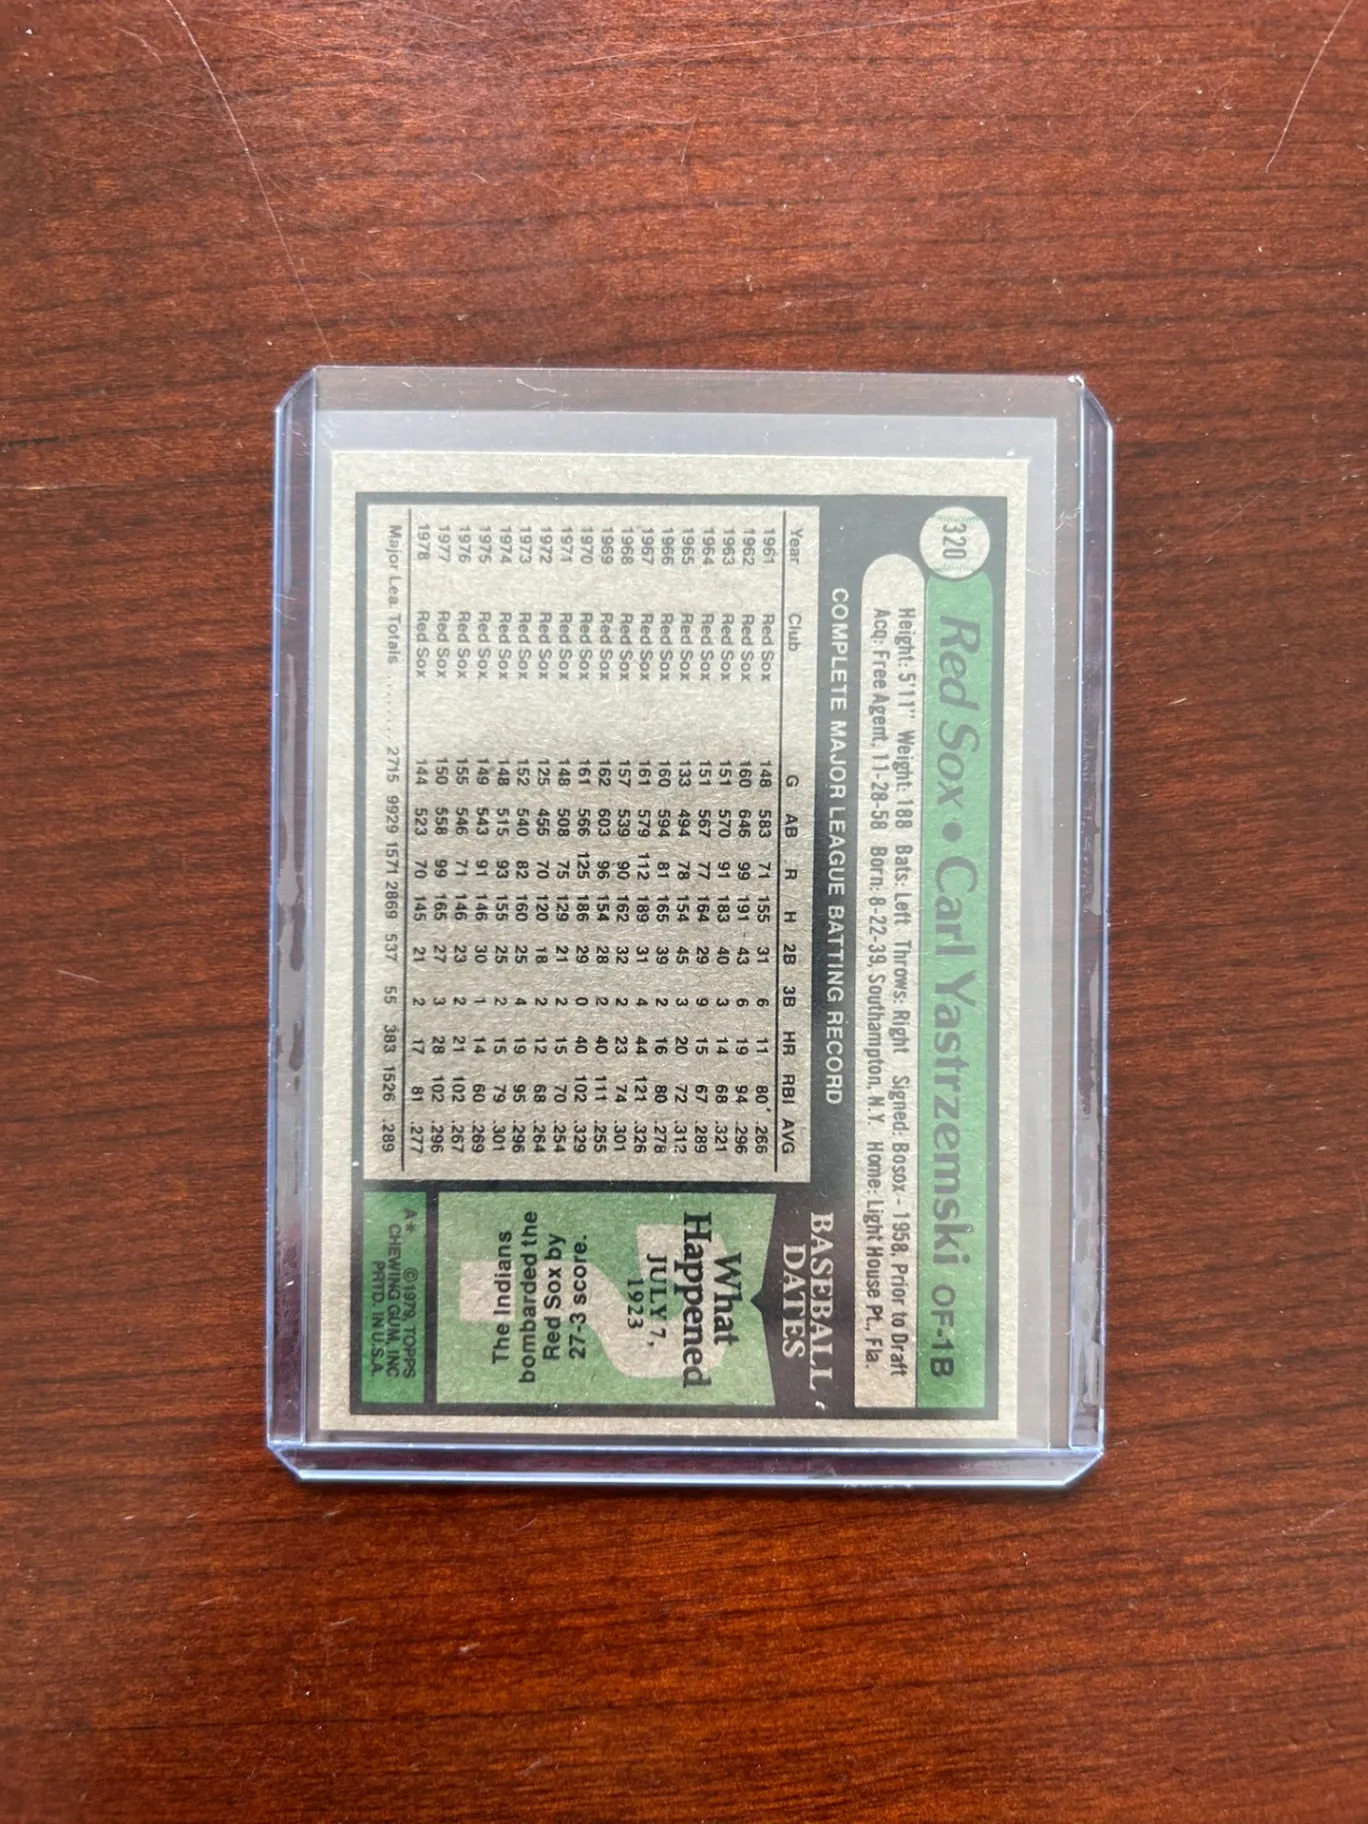 320
Red Sox • Carl Yastrzemski OF-1B
Height: 5'11" Weight: 188 Bats: Left Throws: Right Signed: Bosox - 1958, Prior to Draft
Acq: Free Agent, 11-28-58 Born: 8-22-39, Southampton, N.Y. Home: Light House Pt., Fla.
COMPLETE MAJOR LEAGUE BATTING RECORD
Year Club G AB R H 2B 3B HR RBI AVG
1961 Red Sox 148 583 71 155 31 6 11 80 .266
1962 Red Sox 160 646 99 191 43 6 19 94 .296
1963 Red Sox 151 570 91 183 40 3 14 68 .321
1964 Red Sox 151 567 77 164 29 9 15 67 .289
1965 Red Sox 133 494 78 154 45 3 20 72 .312
1966 Red Sox 160 594 81 165 39 2 16 80 .278
1967 Red Sox 161 579 112 189 31 4 44 121 .326
1968 Red Sox 157 539 90 162 32 2 23 74 .301
1969 Red Sox 162 603 96 154 28 2 40 111 .255
1970 Red Sox 161 566 125 186 29 0 40 102 .329
1971 Red Sox 148 508 75 129 21 2 15 70 .254
1972 Red Sox 125 455 70 120 18 2 12 68 .264
1973 Red Sox 152 540 82 160 25 4 19 95 .296
1974 Red Sox 148 515 93 155 25 2 15 79 .301
1975 Red Sox 149 543 91 146 30 1 14 60 .269
1976 Red Sox 155 546 71 146 23 2 21 102 .267
1977 Red Sox 150 558 99 165 27 3 28 102 .296
1978 Red Sox 144 523 70 145 21 2 17 81 .277
Major Lea. Totals ...... 2715 9929 1571 2869 537 55 383 1526 .289
BASEBALL
DATES
What
Happened
JULY 7,
1923
?
The Indians
bombarded the
Red Sox by
27-3 score.
A* ©1979, TOPPS
CHEWING GUM, INC
PRTD. IN U.S.A.